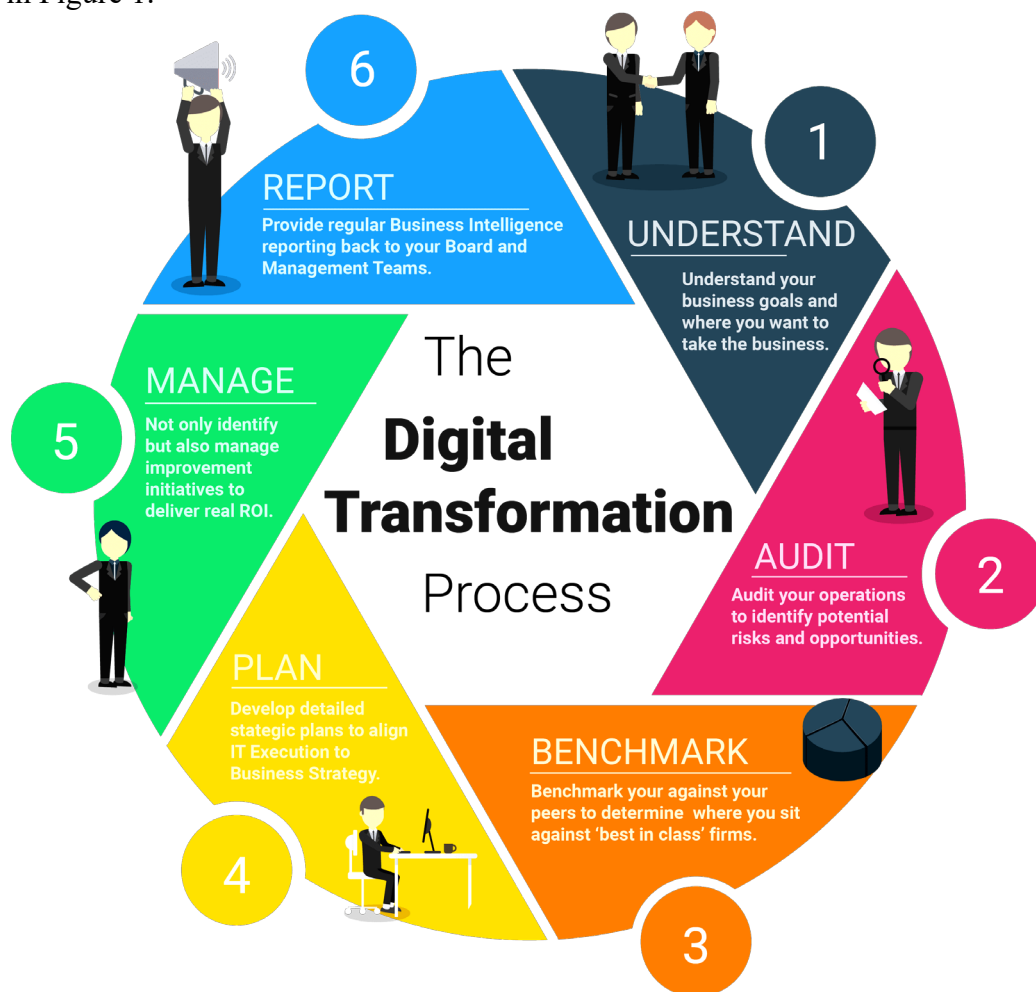 in Figure 1.
6
REPORT
Provide regular Business Intelligence
reporting back to your Board and
Management Teams.
1
UNDERSTAND
Understand your
business goals and
where you want to
take the business.
The
Digital
Transformation
Process
MANAGE
Not only identify
but also manage
improvement
initiatives to
deliver real ROI.
5
AUDIT
Audit your operations
to identify potential
risks and opportunities.
2
PLAN
Develop detailed
stategic plans to align
IT Execution to
Business Strategy.
4
BENCHMARK
Benchmark your against your
peers to determine where you sit
against ‘best in class’ firms.
3